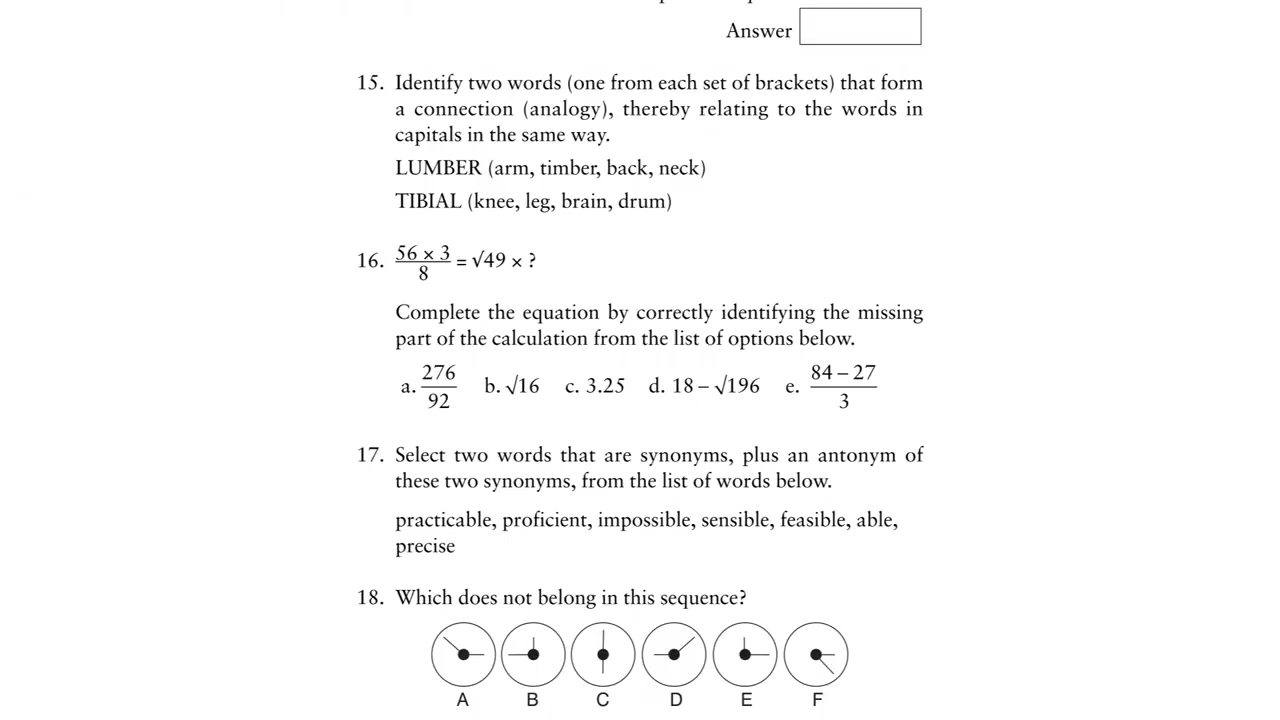 Answer
15. Identify two words (one from each set of brackets) that form
a connection (analogy), thereby relating to the words in
capitals in the same way.
LUMBER (arm, timber, back, neck)
TIBIAL (knee, leg, brain, drum)
16. 56 × 3 / 8 = √49 × ?
Complete the equation by correctly identifying the missing
part of the calculation from the list of options below.
a. 276/92 b. √16 c. 3.25 d. 18 – √196 e. 84 – 27 / 3
17. Select two words that are synonyms, plus an antonym of
these two synonyms, from the list of words below.
practicable, proficient, impossible, sensible, feasible, able,
precise
18. Which does not belong in this sequence?
A B C D E F